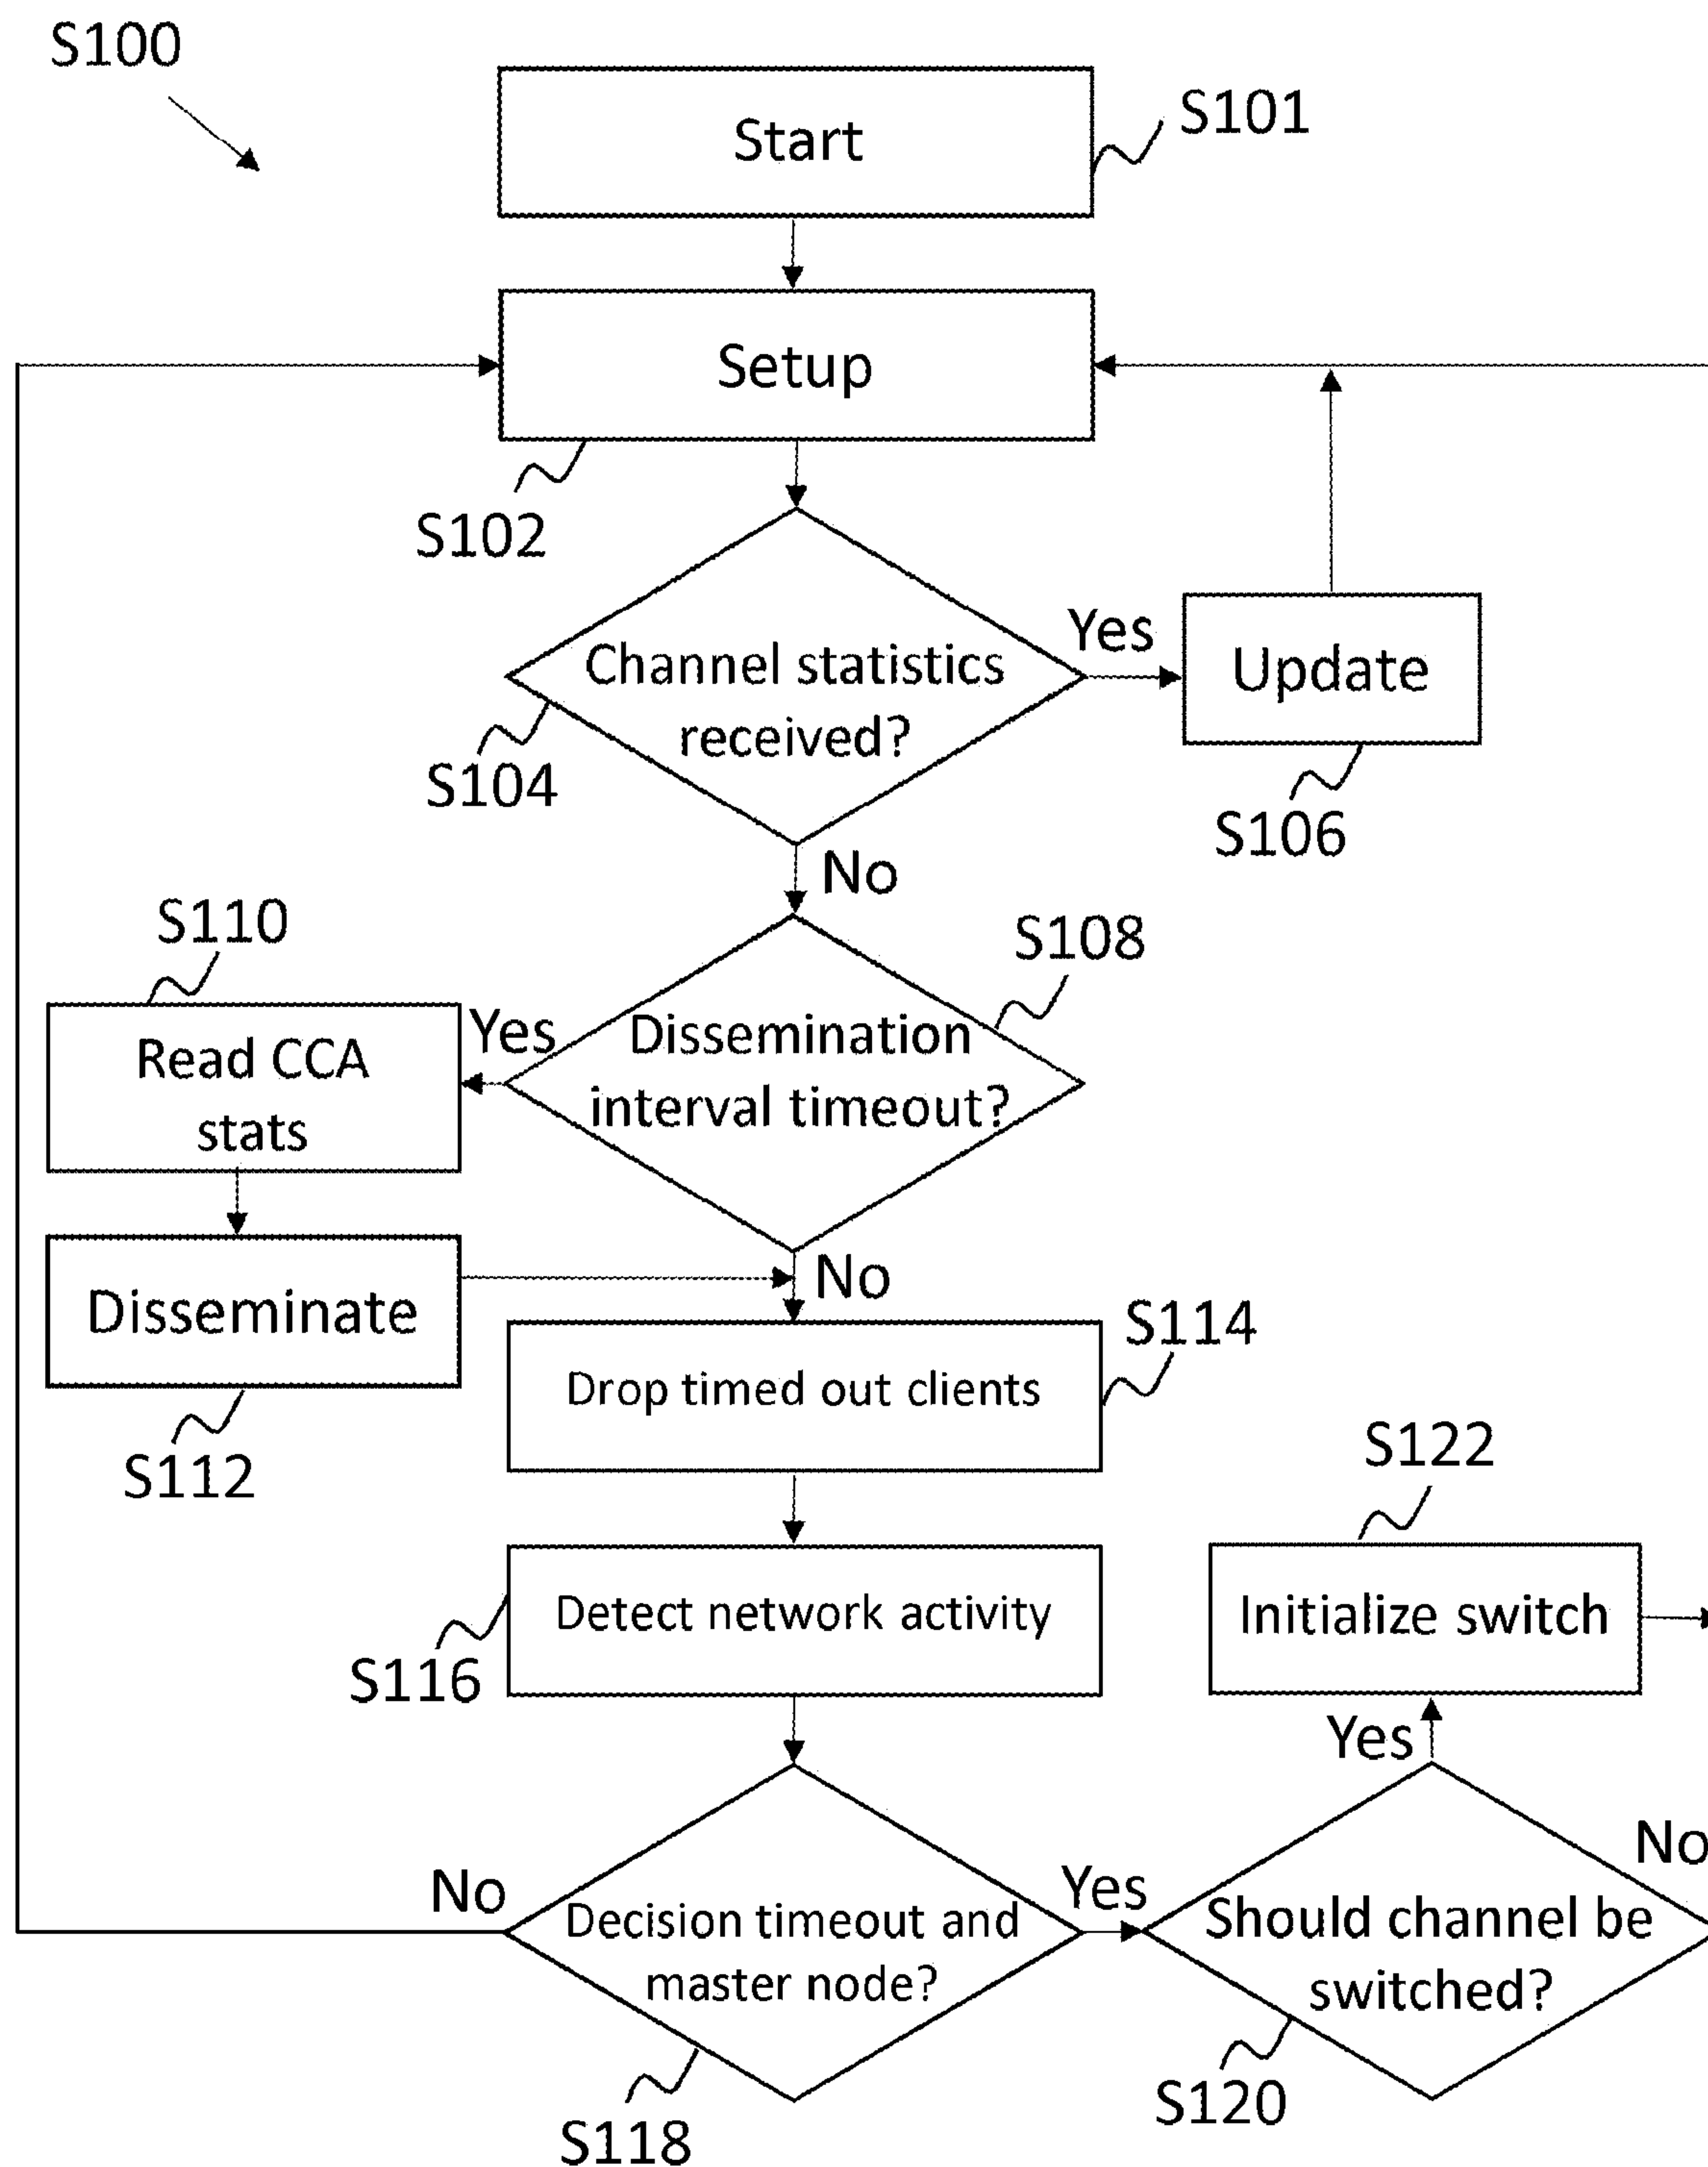 S100
Start
S101
Setup
S102
Channel statistics
received?
Yes
Update
S104
S106
No
S110
S108
Read CCA
stats
Yes
Dissemination
interval timeout?
No
Disseminate
S112
S114
Drop timed out clients
S122
Detect network activity
Initialize switch
S116
Yes
No
No
Decision timeout and
master node?
Yes
Should channel be
switched?
S120
S118